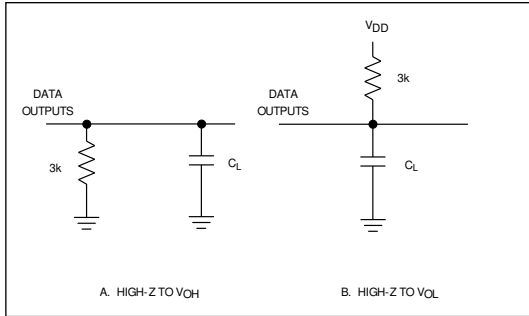 DATA
OUTPUTS
3k
CL
A. HIGH-Z TO VOH
VDD
3k
DATA
OUTPUTS
CL
B. HIGH-Z TO VOL